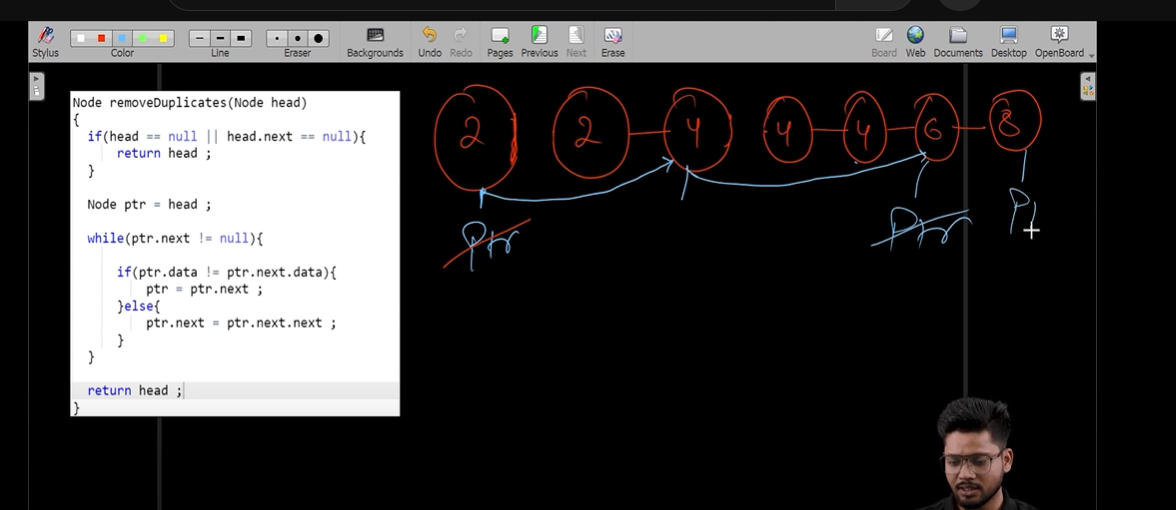 Stylus
Color
Line
Eraser
Backgrounds
Undo
Redo
Pages
Previous
Next
Erase
Board
Web
Documents
Desktop
OpenBoard
Node removeDuplicates(Node head)
{
if(head == null || head.next == null){
return head ;
}
Node ptr = head ;
while(ptr.next != null){
if(ptr.data != ptr.next.data){
ptr = ptr.next ;
}else{
ptr.next = ptr.next.next ;
}
}
return head ;
}
2 2 4 4 4 6 8
Ptr Ptr